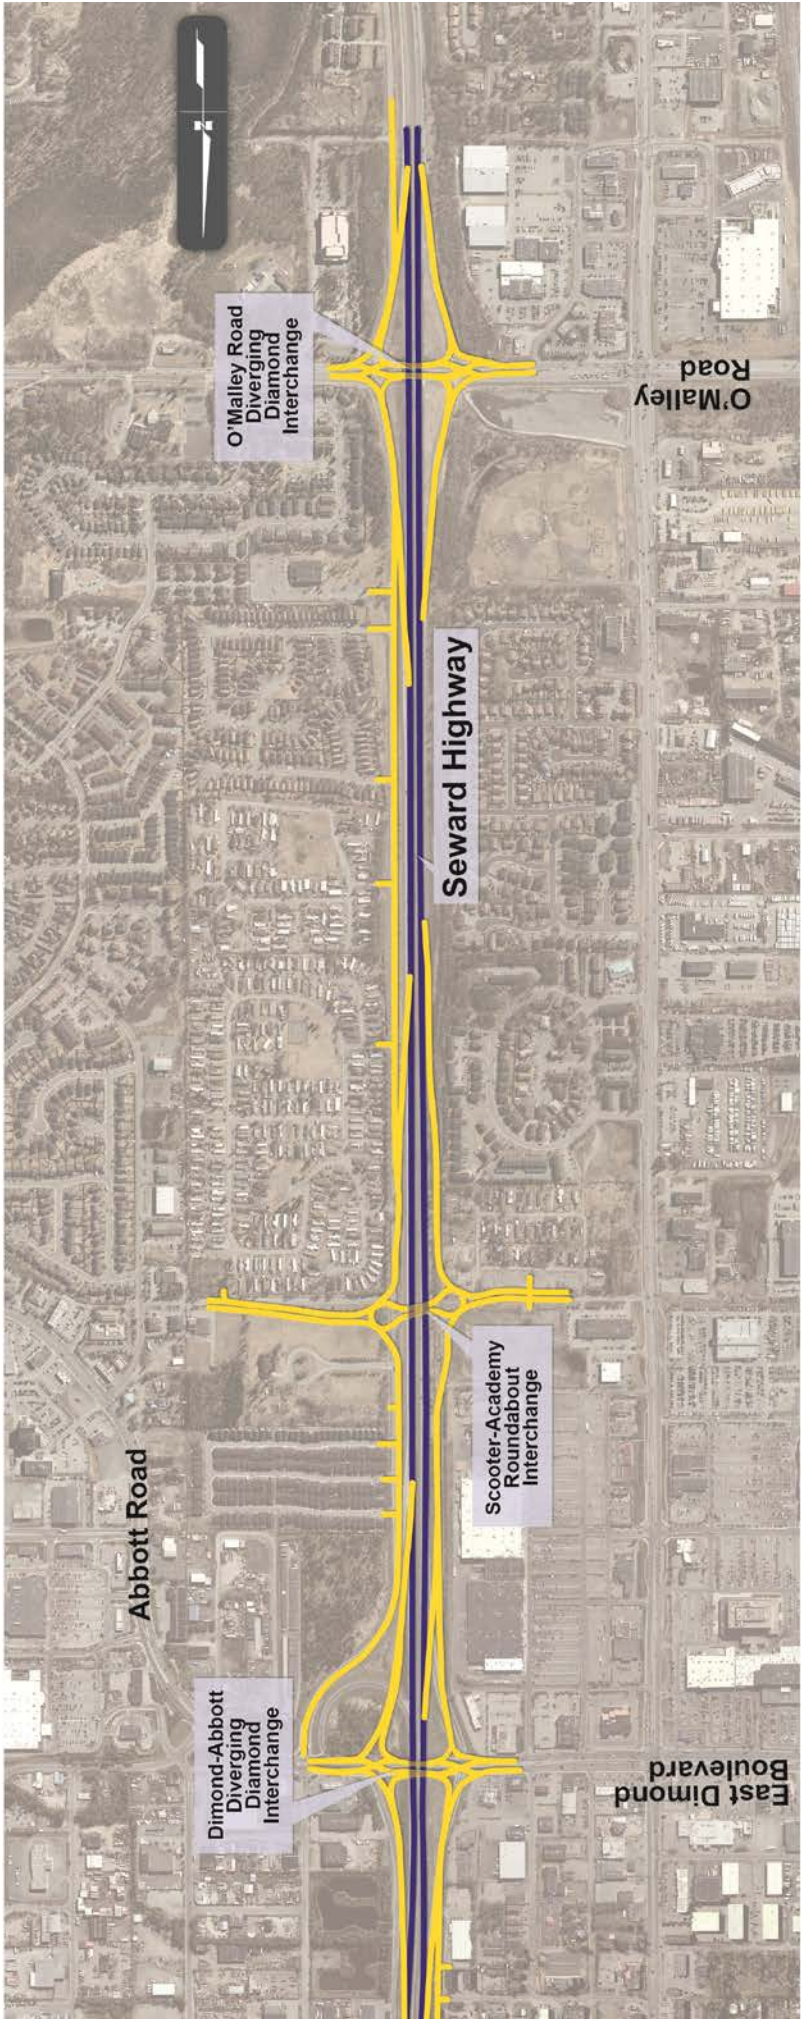 N
O'Malley Road
Diverging
Diamond
Interchange
O'Malley
Road
Seward Highway
Scooter-Academy
Roundabout
Interchange
Abbott Road
Dimond-Abbott
Diverging
Diamond
Interchange
East Dimond
Boulevard